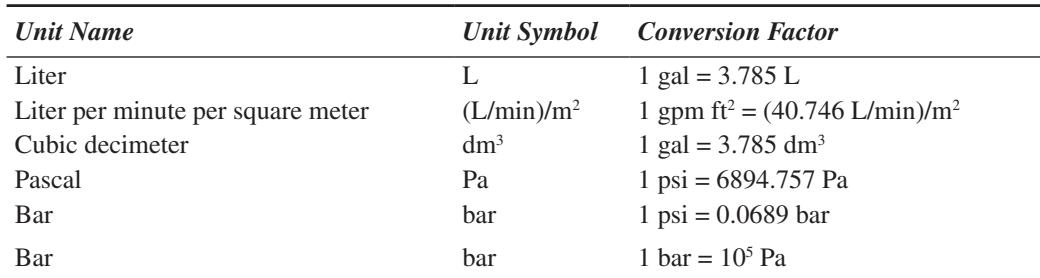 Unit Name Unit Symbol Conversion Factor
Liter L 1 gal = 3.785 L
Liter per minute per square meter (L/min)/m² 1 gpm ft² = (40.746 L/min)/m²
Cubic decimeter dm³ 1 gal = 3.785 dm³
Pascal Pa 1 psi = 6894.757 Pa
Bar bar 1 psi = 0.0689 bar
Bar bar 1 bar = 10⁵ Pa